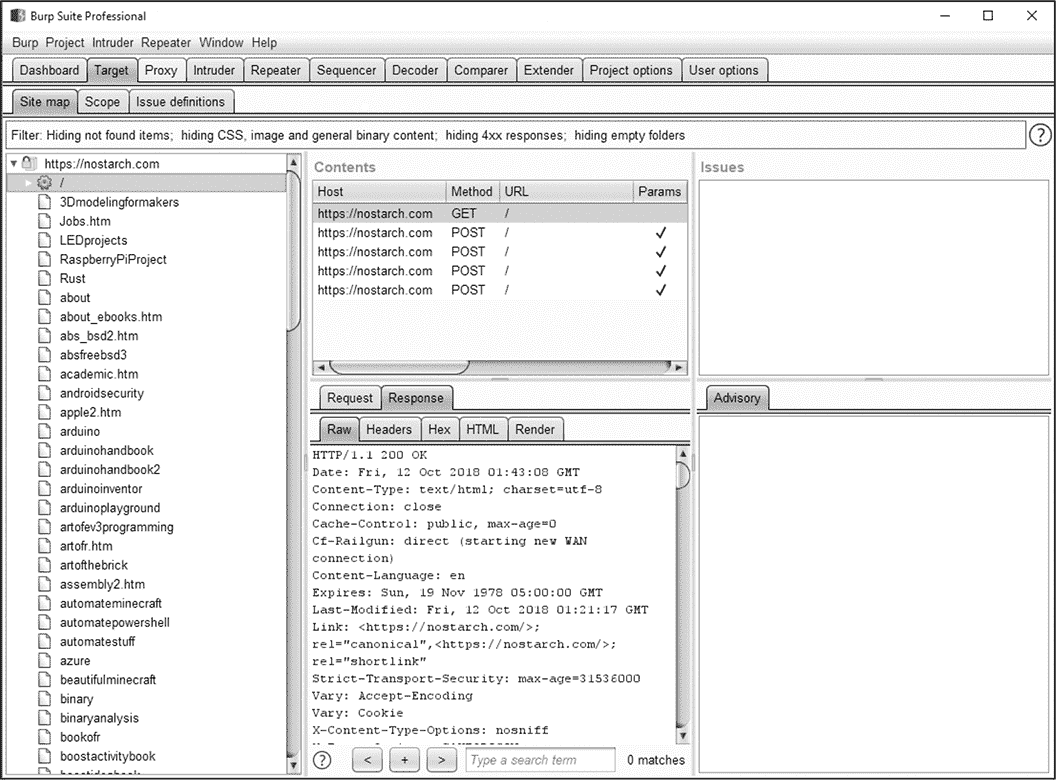 Burp Suite Professional
Burp Project Intruder Repeater Window Help
Dashboard Target Proxy Intruder Repeater Sequencer Decoder Comparer Extender Project options User options
Site map Scope Issue definitions
Filter: Hiding not found items; hiding CSS, image and general binary content; hiding 4xx responses; hiding empty folders ?
https://nostarch.com
/
3Dmodelingformakers
Jobs.htm
LEDprojects
RaspberryPiProject
Rust
about
about_ebooks.htm
abs_bsd2.htm
absfreebsd3
academic.htm
androidsecurity
apple2.htm
arduino
arduinohandbook
arduinohandbook2
arduinoinventor
arduinoplayground
artofev3programming
artofr.htm
artofthebrick
assembly2.htm
automateminecraft
automatepowershell
automatestuff
azure
beautifulminecraft
binary
binaryanalysis
bookofr
boostactivitybook
Contents
Host Method URL Params
https://nostarch.com GET /
https://nostarch.com POST / ✓
https://nostarch.com POST / ✓
https://nostarch.com POST / ✓
https://nostarch.com POST / ✓
Request Response
Raw Headers Hex HTML Render
HTTP/1.1 200 OK
Date: Fri, 12 Oct 2018 01:43:08 GMT
Content-Type: text/html; charset=utf-8
Connection: close
Cache-Control: public, max-age=0
Cf-Railgun: direct (starting new WAN
connection)
Content-Language: en
Expires: Sun, 19 Nov 1978 05:00:00 GMT
Last-Modified: Fri, 12 Oct 2018 01:21:17 GMT
Link: <https://nostarch.com/>;
rel="canonical",<https://nostarch.com/>;
rel="shortlink"
Strict-Transport-Security: max-age=31536000
Vary: Accept-Encoding
Vary: Cookie
X-Content-Type-Options: nosniff
? < + > Type a search term 0 matches
Issues
Advisory